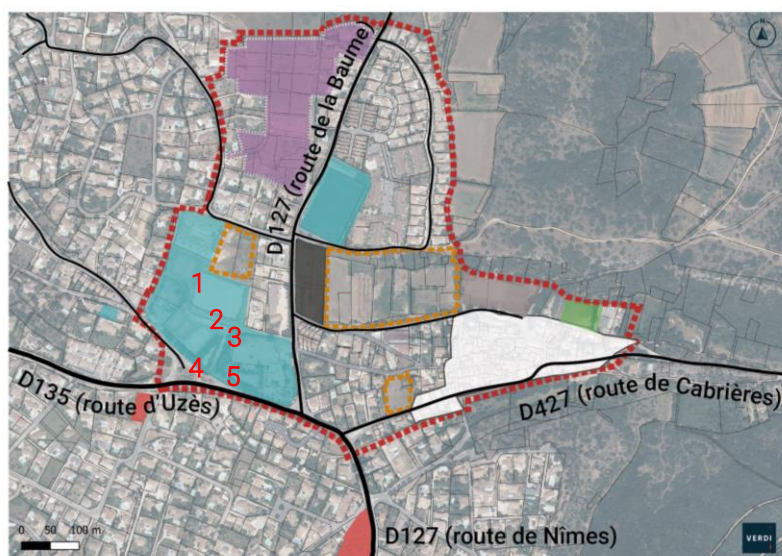 N
D 127 (route de la Baume)
1
2
3
4
5
D135 (route d'Uzès)
D427 (route de Cabrières)
D127 (route de Nîmes)
0 50 100 m
VERDI